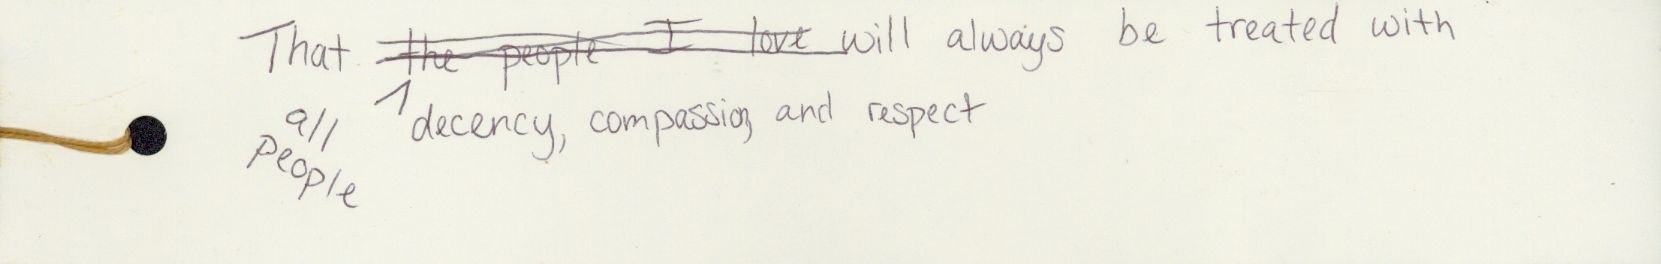 That the people I love will always be treated with
decency, compassion, and respect
all
people